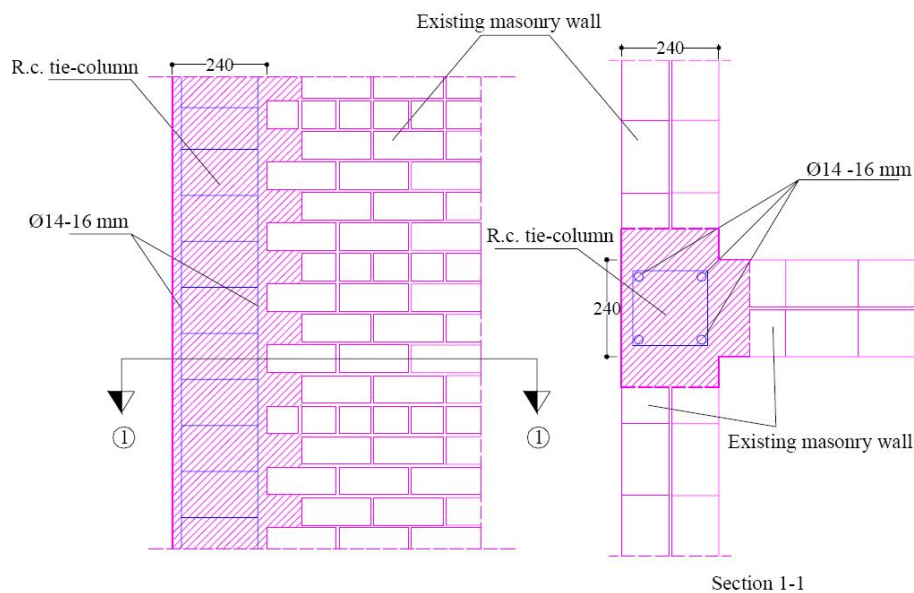 Existing masonry wall
240
240
R.c. tie-column
Ø14 -16 mm
Ø14-16 mm
R.c. tie-column
240
1
1
Existing masonry wall
Section 1-1